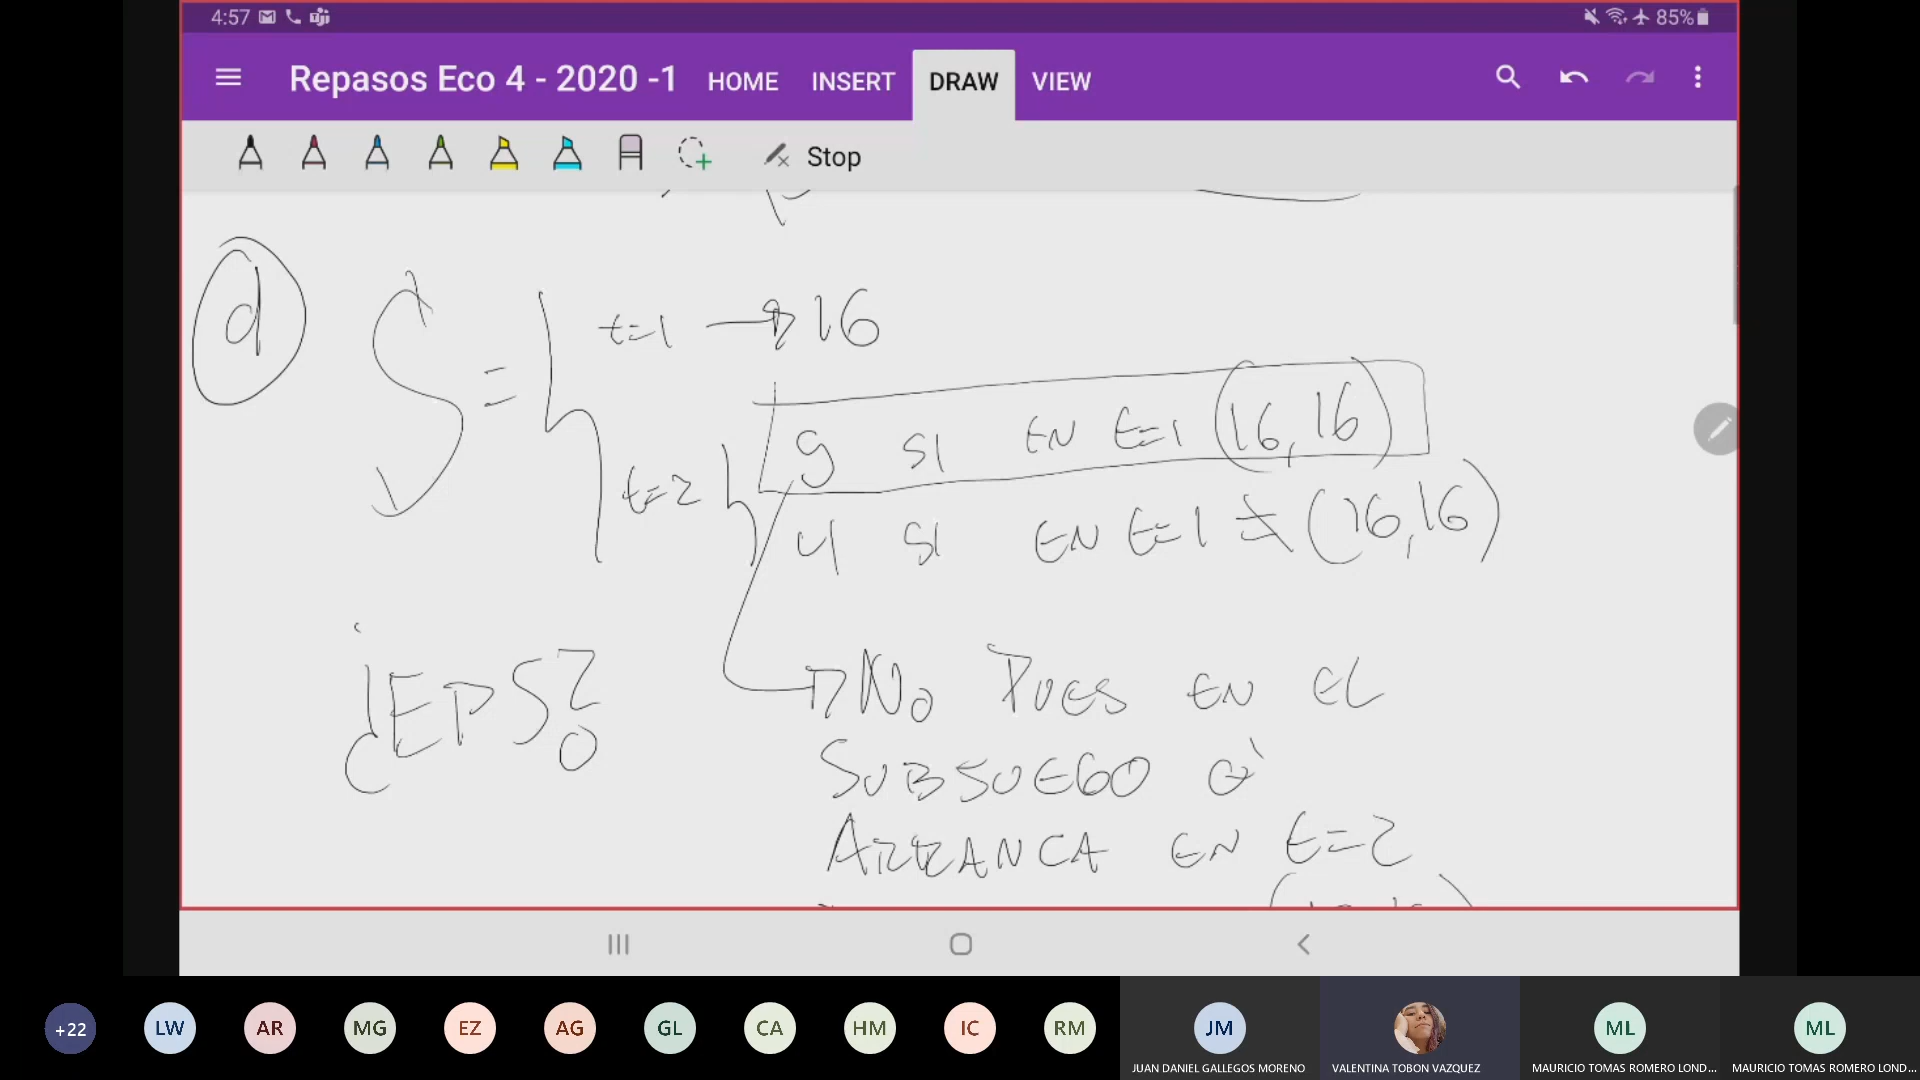 4:57 85%
Repasos Eco 4 - 2020 -1 HOME INSERT DRAW VIEW
Stop
d
S = t=1 → 16
t=2 9 SI EN t=1 (16,16)
4 SI EN t=1 ≠ (16,16)
¿EPS?
NO PUES EN EL
SUBJUEGO Q'
ARRANCA EN t=2
+22 LW AR MG EZ AG GL CA HM IC RM JM ML ML
JUAN DANIEL GALLEGOS MORENO VALENTINA TOBON VAZQUEZ MAURICIO TOMAS ROMERO LOND... MAURICIO TOMAS ROMERO LOND...